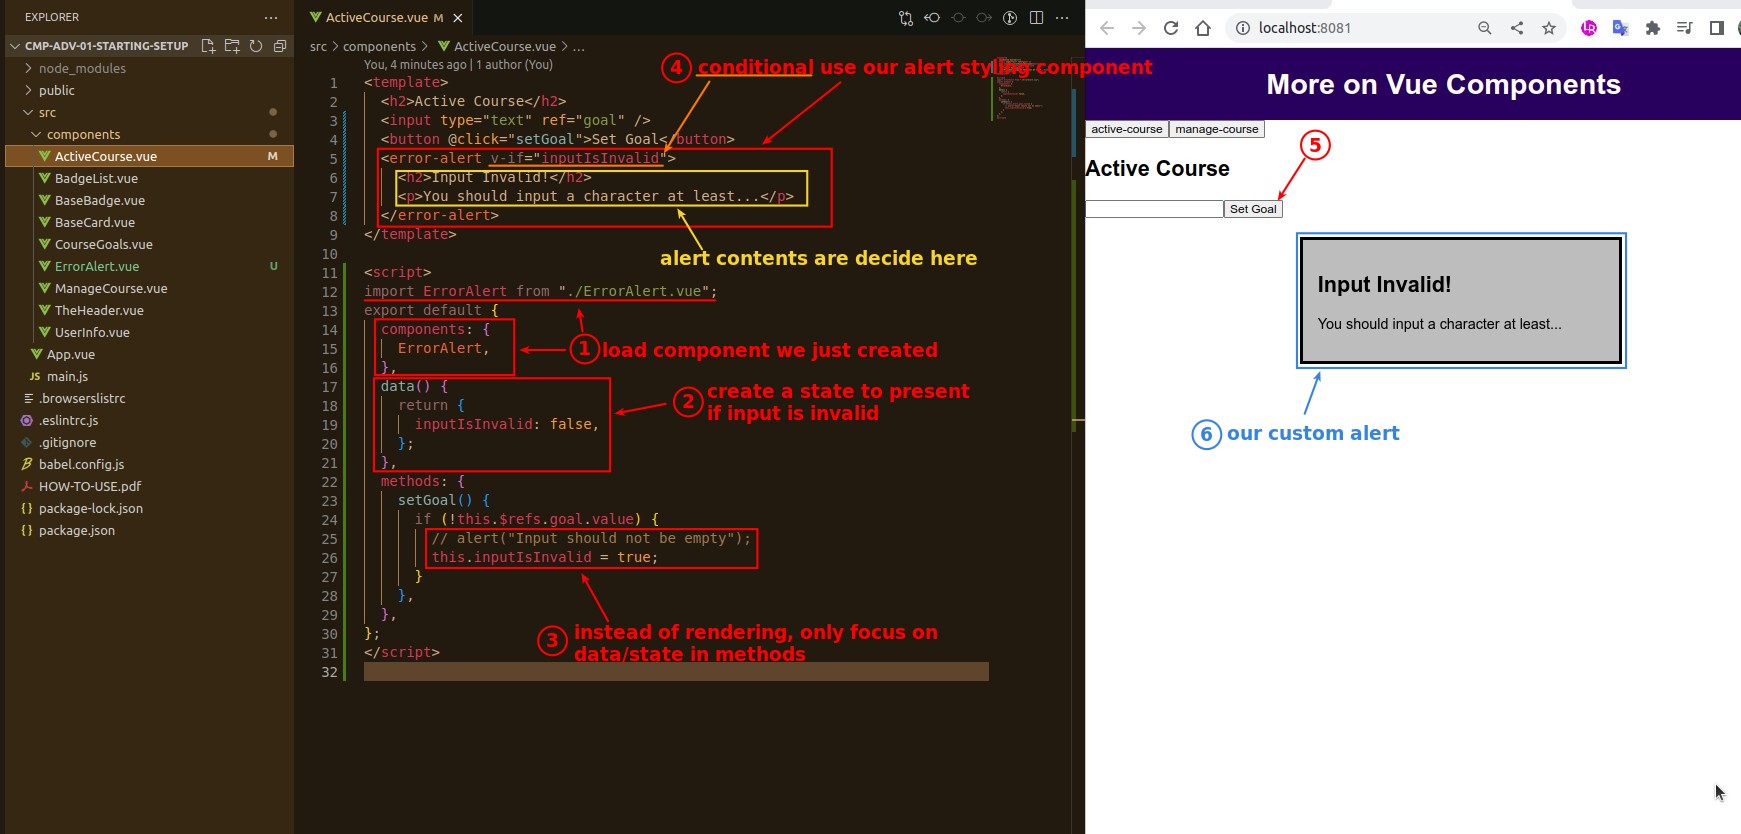 EXPLORER
CMP-ADV-01-STARTING-SETUP
node_modules
public
src
components
ActiveCourse.vue M
BadgeList.vue
BaseBadge.vue
BaseCard.vue
CourseGoals.vue
ErrorAlert.vue U
ManageCourse.vue
TheHeader.vue
UserInfo.vue
App.vue
JS main.js
.browserslistrc
.eslintrc.js
.gitignore
babel.config.js
HOW-TO-USE.pdf
{} package-lock.json
{} package.json
ActiveCourse.vue M
src > components > ActiveCourse.vue > ...
You, 4 minutes ago | 1 author (You)
1 <template>
2 <h2>Active Course</h2>
3 <input type="text" ref="goal" />
4 <button @click="setGoal">Set Goal</button>
5 <error-alert v-if="inputIsInvalid">
6 <h2>Input Invalid!</h2>
7 <p>You should input a character at least...</p>
8 </error-alert>
9 </template>
10
11 <script>
12 import ErrorAlert from "./ErrorAlert.vue";
13 export default {
14 components: {
15 ErrorAlert,
16 },
17 data() {
18 return {
19 inputIsInvalid: false,
20 };
21 },
22 methods: {
23 setGoal() {
24 if (!this.$refs.goal.value) {
25 // alert("Input should not be empty");
26 this.inputIsInvalid = true;
27 }
28 },
29 },
30 };
31 </script>
32
4 conditional use our alert styling component
alert contents are decide here
1 load component we just created
2 create a state to present
if input is invalid
3 instead of rendering, only focus on
data/state in methods
localhost:8081
More on Vue Components
active-course manage-course
5
Active Course
Set Goal
Input Invalid!
You should input a character at least...
6 our custom alert